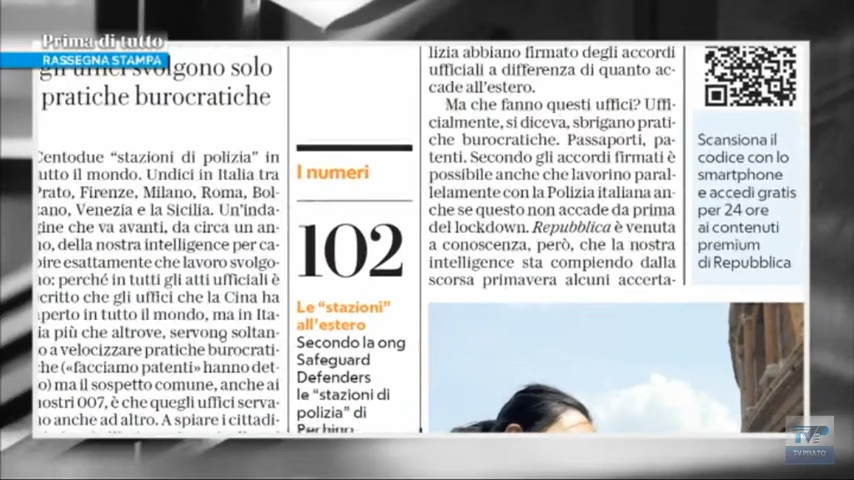 Prima di tutto
RASSEGNA STAMPA
gli uffici svolgono solo
pratiche burocratiche
Centodue “stazioni di polizia” in
tutto il mondo. Undici in Italia tra
Prato, Firenze, Milano, Roma, Bol-
zano, Venezia e la Sicilia. Un’inda-
gine che va avanti, da circa un an-
no, della nostra intelligence per ca-
pire esattamente che lavoro svolgo-
no: perché in tutti gli atti ufficiali è
scritto che gli uffici che la Cina ha
aperto in tutto il mondo, ma in Ita-
lia più che altrove, servono soltan-
o a velocizzare pratiche burocrati-
che («facciamo patenti» hanno det-
o) ma il sospetto comune, anche ai
nostri 007, è che quegli uffici serva-
no anche ad altro. A spiare i cittadi-
I numeri
102
Le “stazioni”
all’estero
Secondo la ong
Safeguard
Defenders
le “stazioni di
polizia” di
Pechino
lizia abbiano firmato degli accordi
ufficiali a differenza di quanto ac-
cade all’estero.
Ma che fanno questi uffici? Uffi-
cialmente, si diceva, sbrigano prati-
che burocratiche. Passaporti, pa-
tenti. Secondo gli accordi firmati è
possibile anche che lavorino paral-
lelamente con la Polizia italiana an-
che se questo non accade da prima
del lockdown. Repubblica è venuta
a conoscenza, però, che la nostra
intelligence sta compiendo dalla
scorsa primavera alcuni accerta-
Scansiona il
codice con lo
smartphone
e accedi gratis
per 24 ore
ai contenuti
premium
di Repubblica
TVP
TV PRATO